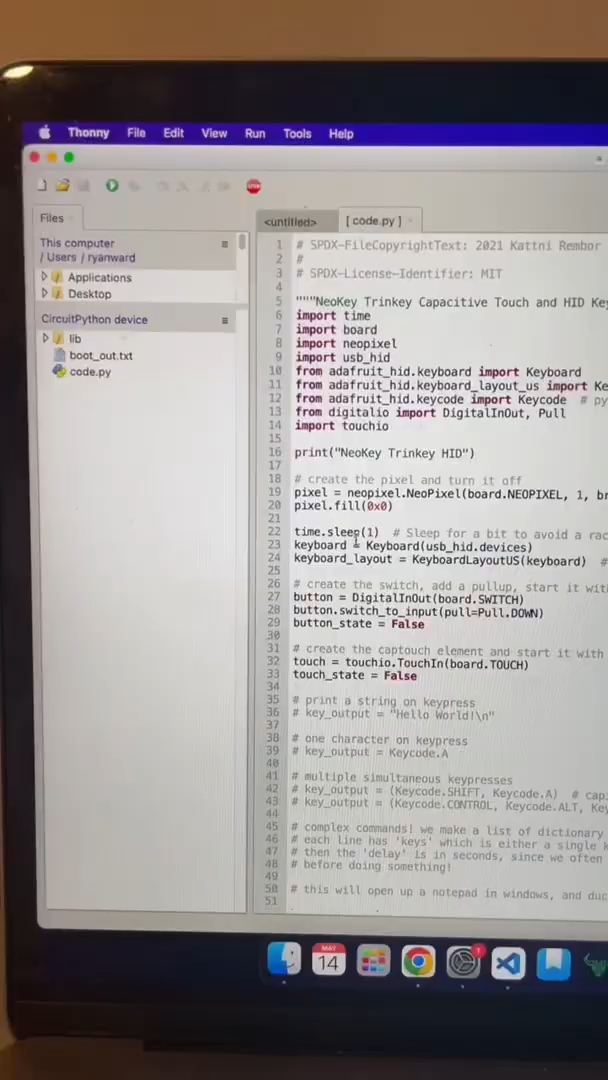 Thonny File Edit View Run Tools Help
STOP
Files
<untitled>
[ code.py ]
This computer
/ Users / ryanward
Applications
Desktop
CircuitPython device
lib
boot_out.txt
code.py
1 # SPDX-FileCopyrightText: 2021 Kattni Rembor
2 #
3 # SPDX-License-Identifier: MIT
4
5 """NeoKey Trinkey Capacitive Touch and HID Key
6 import time
7 import board
8 import neopixel
9 import usb_hid
10 from adafruit_hid.keyboard import Keyboard
11 from adafruit_hid.keyboard_layout_us import Ke
12 from adafruit_hid.keycode import Keycode # py
13 from digitalio import DigitalInOut, Pull
14 import touchio
15
16 print("NeoKey Trinkey HID")
17
18 # create the pixel and turn it off
19 pixel = neopixel.NeoPixel(board.NEOPIXEL, 1, br
20 pixel.fill(0x0)
21
22 time.sleep(1) # Sleep for a bit to avoid a rac
23 keyboard = Keyboard(usb_hid.devices)
24 keyboard_layout = KeyboardLayoutUS(keyboard) #
25
26 # create the switch, add a pullup, start it with
27 button = DigitalInOut(board.SWITCH)
28 button.switch_to_input(pull=Pull.DOWN)
29 button_state = False
30
31 # create the captouch element and start it with
32 touch = touchio.TouchIn(board.TOUCH)
33 touch_state = False
34
35 # print a string on keypress
36 # key_output = "Hello World!\n"
37
38 # one character on keypress
39 # key_output = Keycode.A
40
41 # multiple simultaneous keypresses
42 # key_output = (Keycode.SHIFT, Keycode.A) # capi
43 # key_output = (Keycode.CONTROL, Keycode.ALT, Key
44
45 # complex commands! we make a list of dictionary
46 # each line has 'keys' which is either a single k
47 # then the 'delay' is in seconds, since we often
48 # before doing something!
49
50 # this will open up a notepad in windows, and duc
51
MAY
14
1